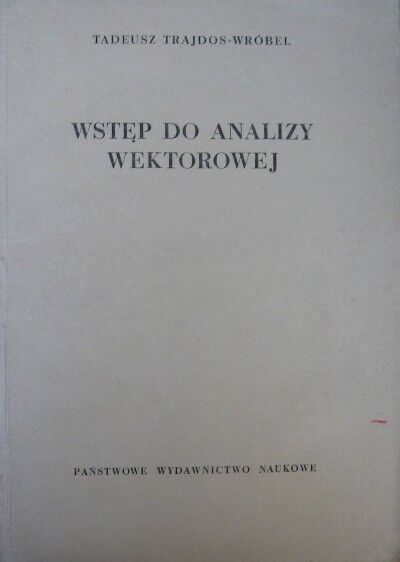 TADEUSZ TRAJDOS-WRÓBEL
WSTĘP DO ANALIZY
WEKTOROWEJ
PAŃSTWOWE WYDAWNICTWO NAUKOWE